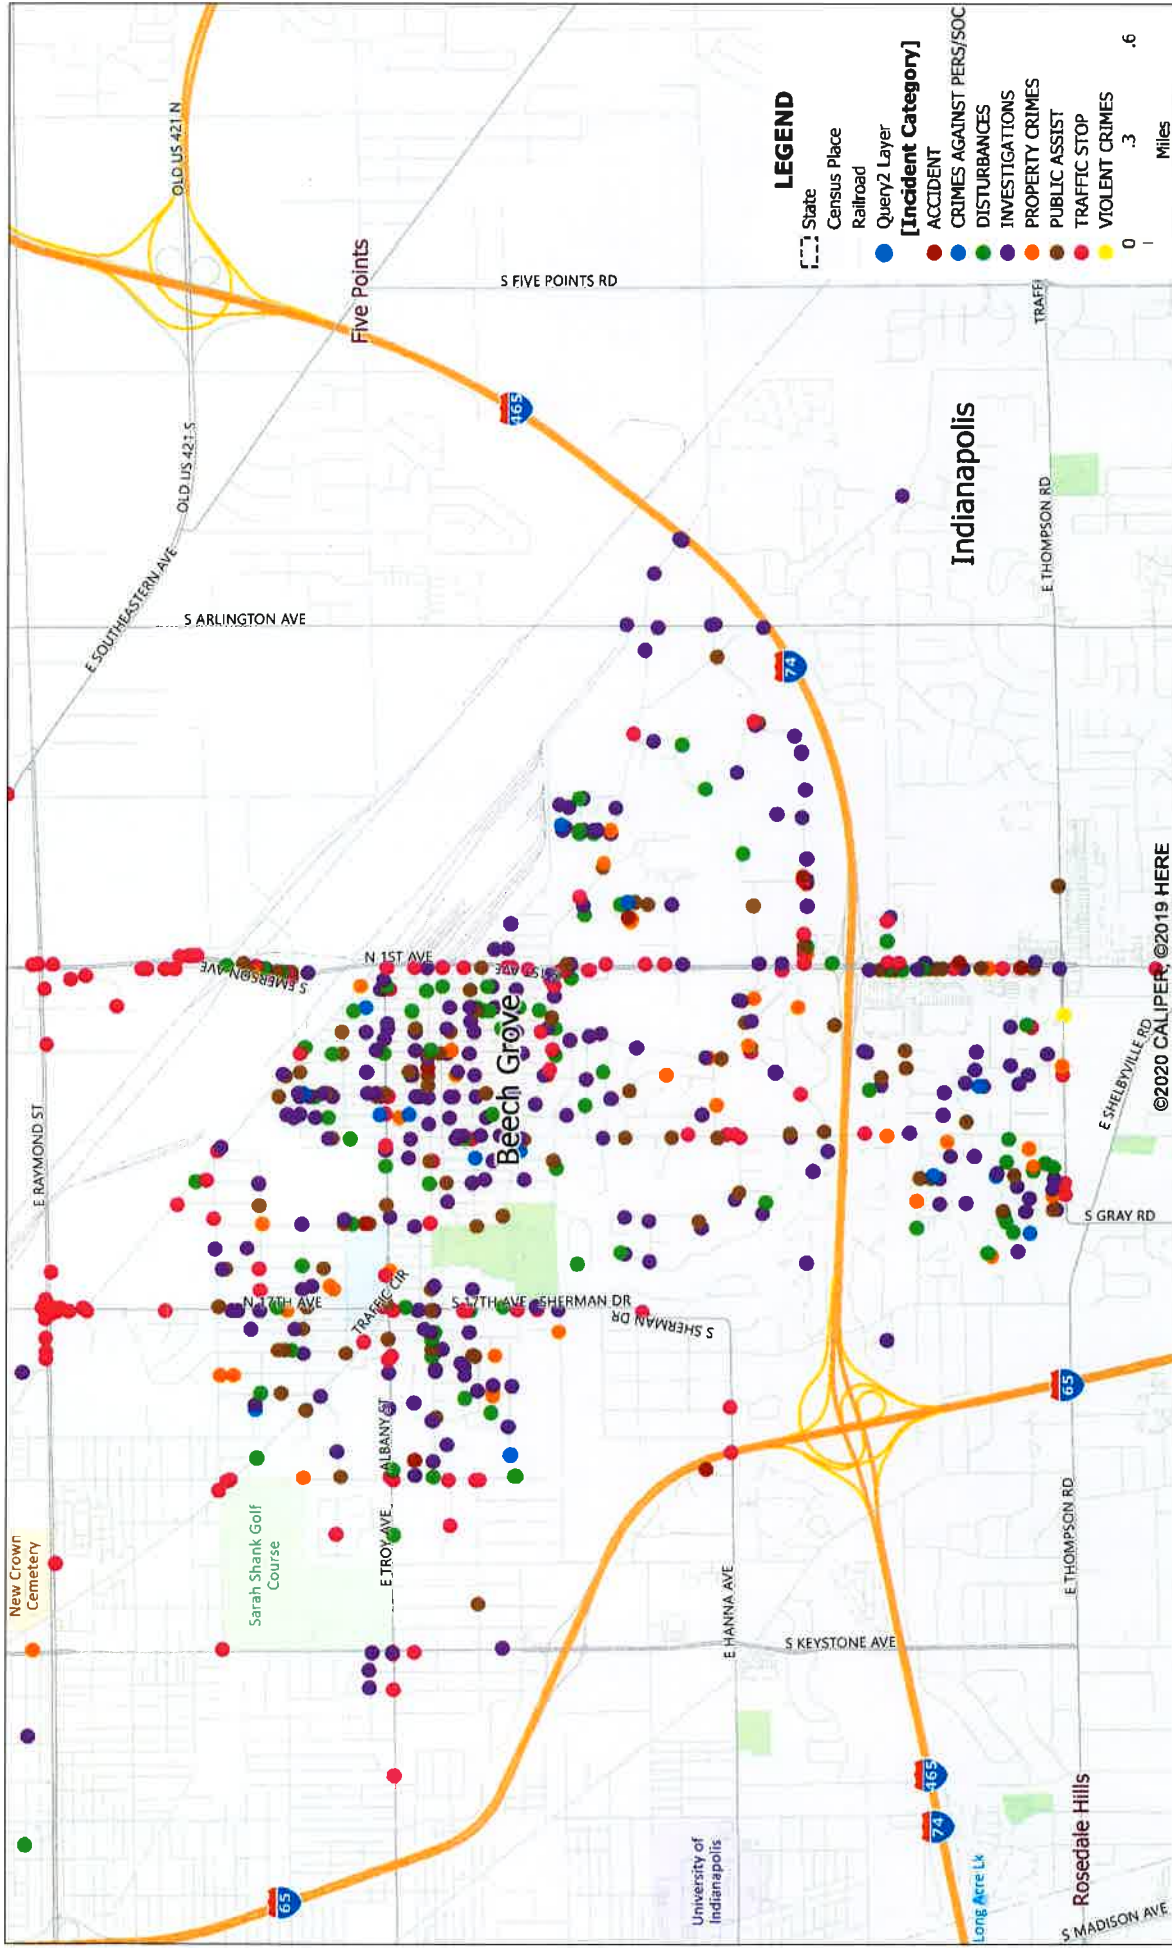 New Crown
Cemetery
E RAYMOND ST
E SOUTHEASTERN AVE
OLD US 421 S
OLD US 421 N
Five Points
S FIVE POINTS RD
S ARLINGTON AVE
S EMERSON AVE
N 1ST AVE
S 1ST AVE
Beech Grove
N 17TH AVE
S 17TH AVE
SHERMAN DR
S SHERMAN DR
TRAFFIC CIR
ALBANY ST
E TROY AVE
Sarah Shank Golf
Course
E HANNA AVE
S KEYSTONE AVE
University of
Indianapolis
65
465
74
465
74
65
Indianapolis
E THOMPSON RD
E THOMPSON RD
E SHELBYVILLE RD
S GRAY RD
Long Acre Lk
Rosedale Hills
S MADISON AVE
TRAFFI
LEGEND
State
Census Place
Railroad
Query2 Layer
[Incident Category]
ACCIDENT
CRIMES AGAINST PERS/SOC
DISTURBANCES
INVESTIGATIONS
PROPERTY CRIMES
PUBLIC ASSIST
TRAFFIC STOP
VIOLENT CRIMES
0 .3 .6
Miles
©2020 CALIPER, ©2019 HERE